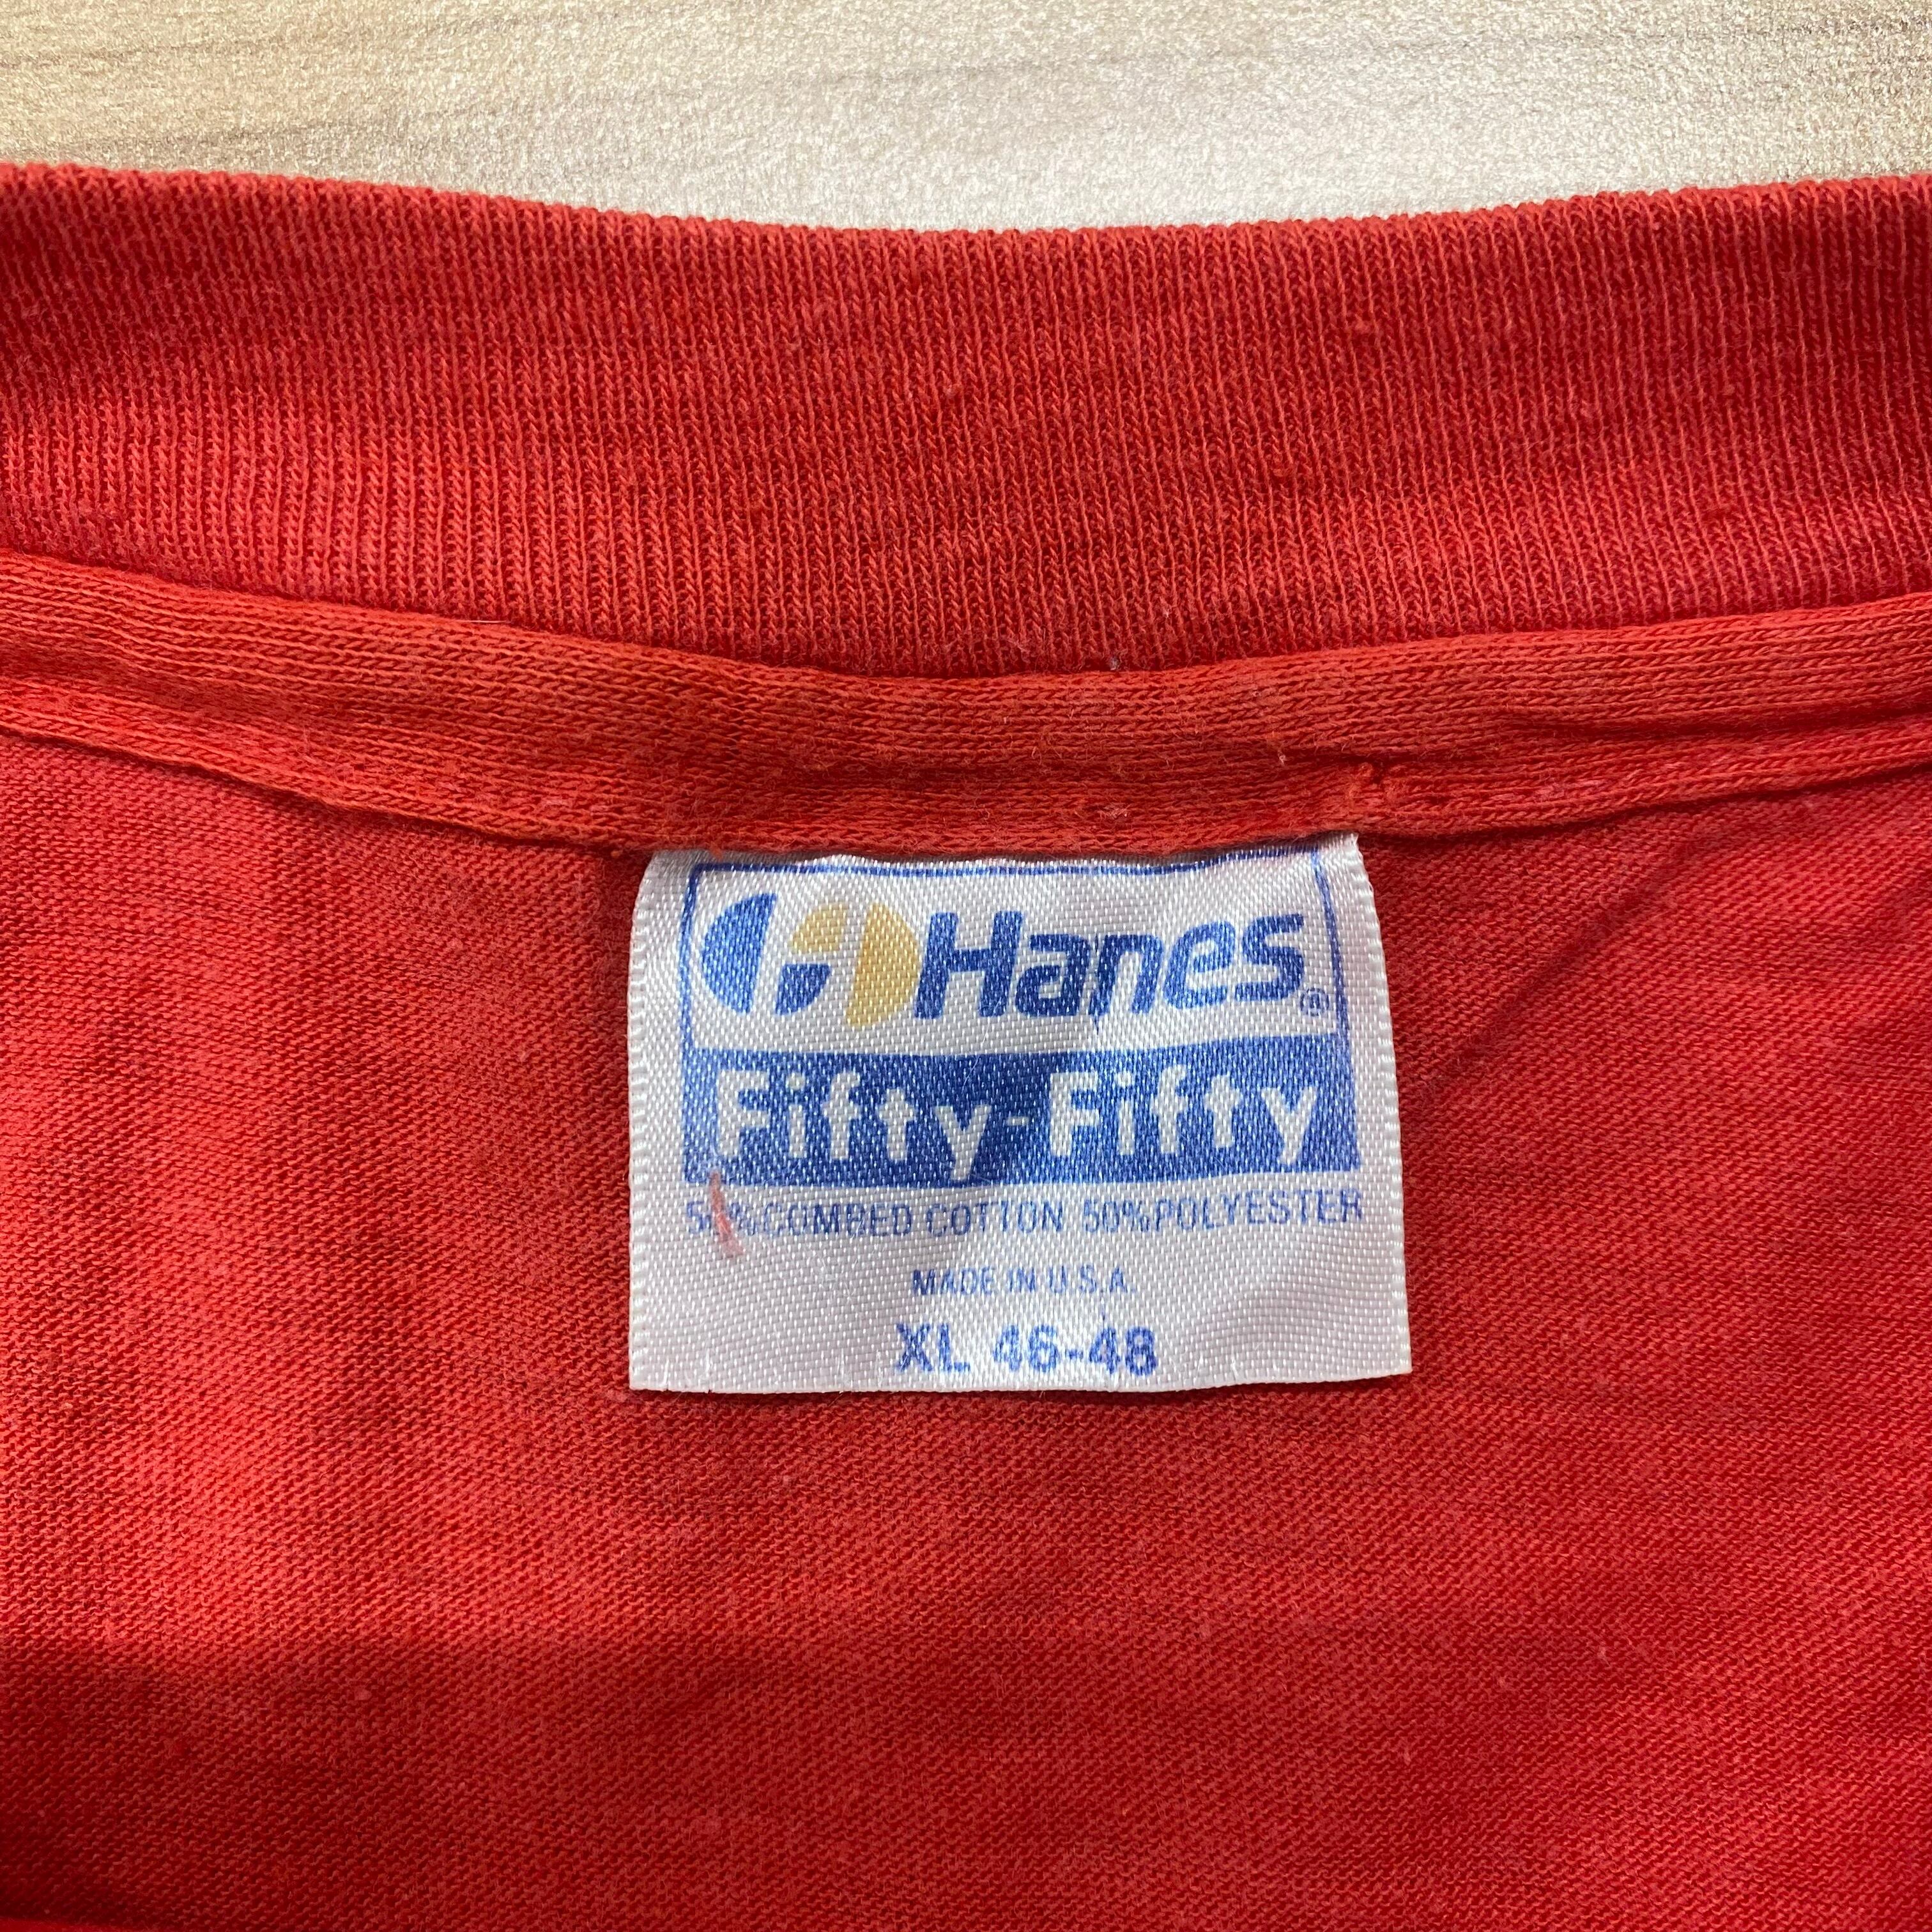 Hanes®
Fifty-Fifty
50% COMBED COTTON 50% POLYESTER
MADE IN U.S.A.
XL 46-48